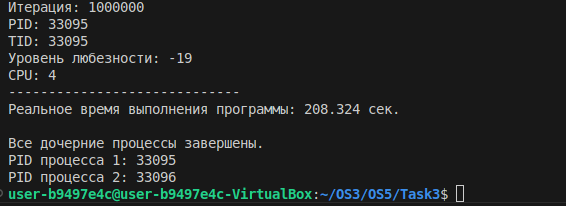 Итерация: 1000000
PID: 33095
TID: 33095
Уровень любезности: -19
CPU: 4
-----------------------------
Реальное время выполнения программы: 208.324 сек.
Все дочерние процессы завершены.
PID процесса 1: 33095
PID процесса 2: 33096
user-b9497e4c@user-b9497e4c-VirtualBox:~/OS3/OS5/Task3$